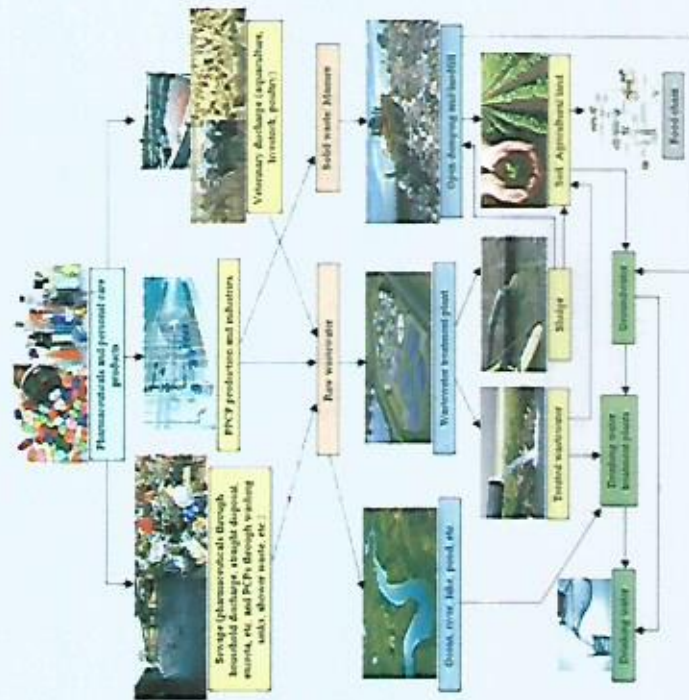 Pharmaceuticals and personal care
products
Sewage (pharmaceuticals through
household discharge, straight disposal,
excreta, etc. and PCPs through washing
sinks, shower waste, etc.)
PPCP production and industries
Veterinary discharge (aquaculture,
livestock, poultry)
Raw wastewater
Solid waste Manure
Ocean, river, lake, pond, etc.
Wastewater treatment plant
Open dumping and landfill
Treated wastewater
Sludge
Soil Agricultural land
Drinking water
Drinking water
treatment plants
Groundwater
Food chain